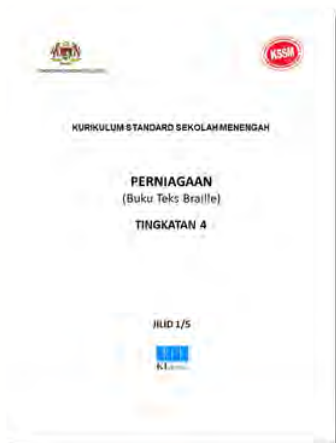 KSSM
KURIKULUM STANDARD SEKOLAH MENENGAH
PERNIAGAAN
(Buku Teks Braille)
TINGKATAN 4
JILID 1/5